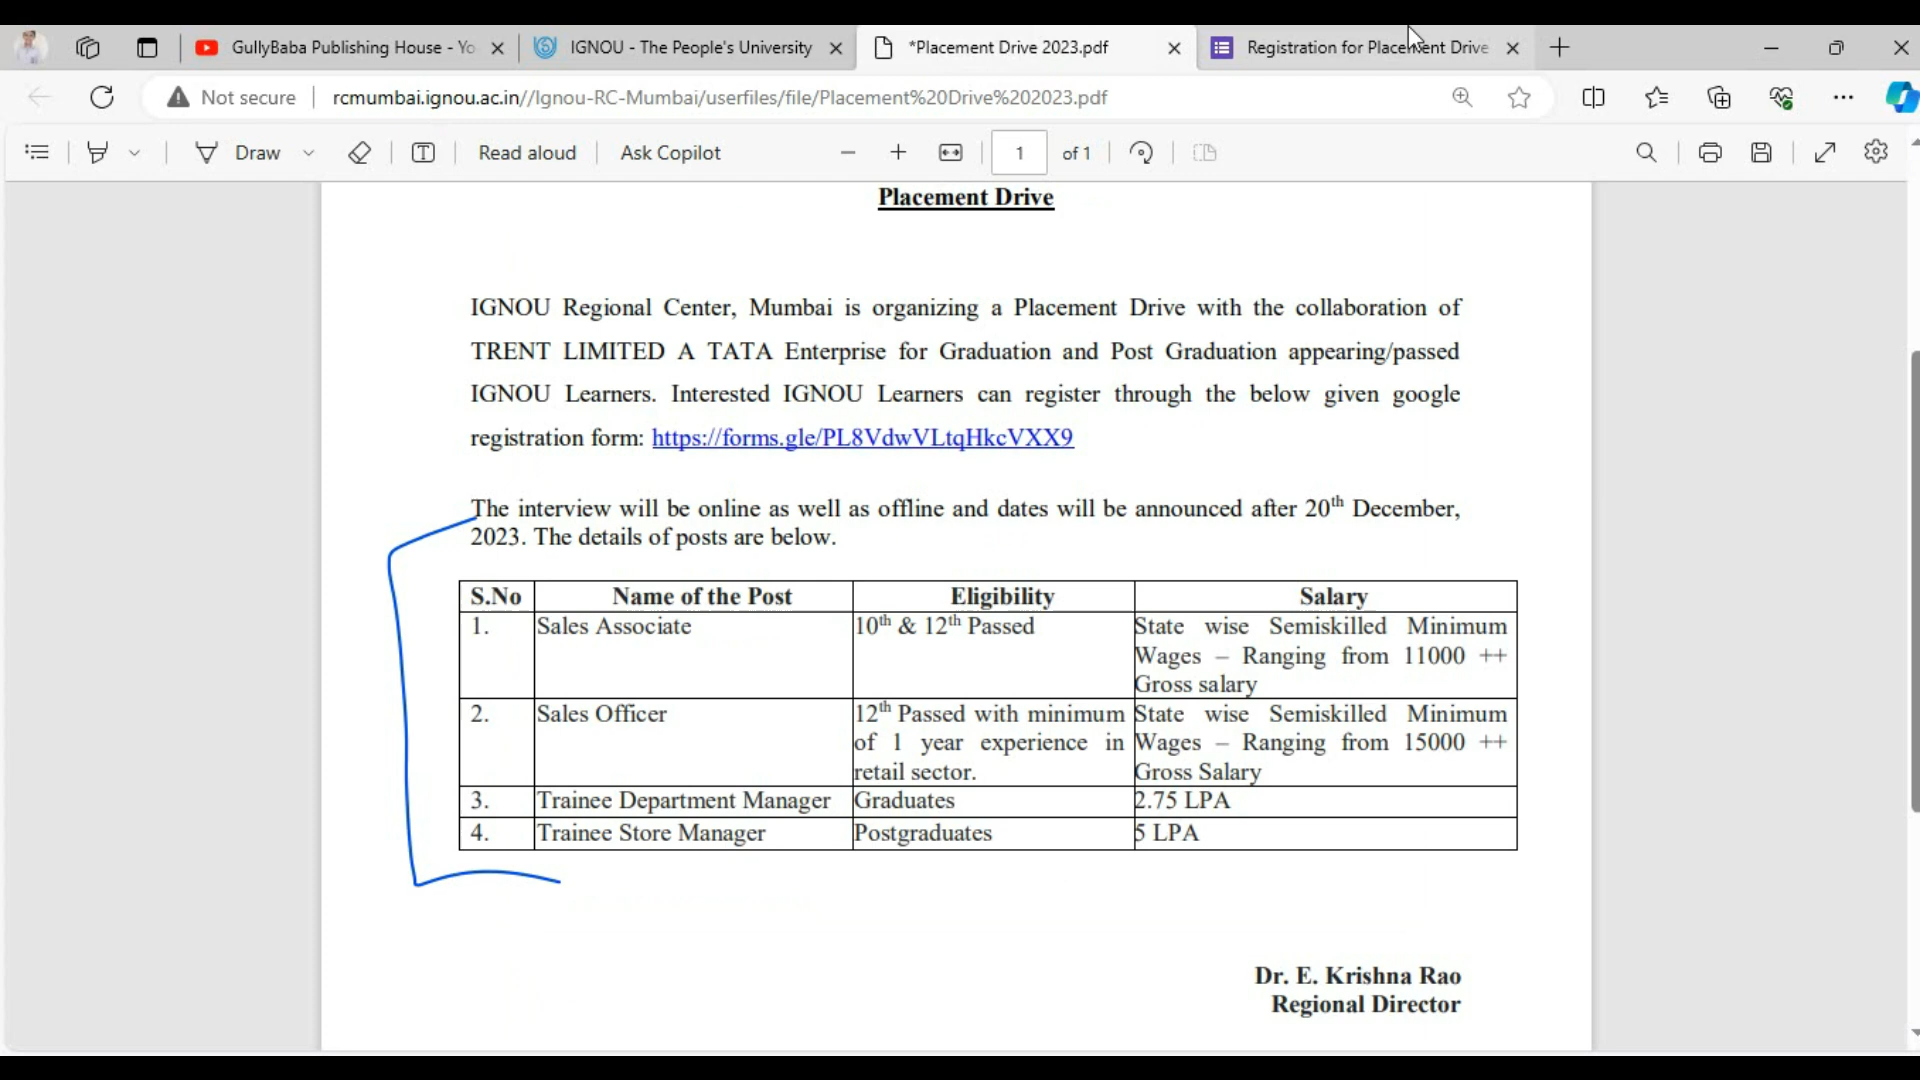 GullyBaba Publishing House - Yo
IGNOU - The People's University
*Placement Drive 2023.pdf
Registration for Placement Drive
Not secure
rcmumbai.ignou.ac.in//Ignou-RC-Mumbai/userfiles/file/Placement%20Drive%202023.pdf
Draw
Read aloud
Ask Copilot
1
of 1
Placement Drive
IGNOU Regional Center, Mumbai is organizing a Placement Drive with the collaboration of
TRENT LIMITED A TATA Enterprise for Graduation and Post Graduation appearing/passed
IGNOU Learners. Interested IGNOU Learners can register through the below given google
registration form: https://forms.gle/PL8VdwVLtqHkcVXX9
The interview will be online as well as offline and dates will be announced after 20th December,
2023. The details of posts are below.
S.No Name of the Post Eligibility Salary
1. Sales Associate 10th & 12th Passed State wise Semiskilled Minimum
Wages – Ranging from 11000 ++
Gross salary
2. Sales Officer 12th Passed with minimum State wise Semiskilled Minimum
of 1 year experience in Wages – Ranging from 15000 ++
retail sector. Gross Salary
3. Trainee Department Manager Graduates 2.75 LPA
4. Trainee Store Manager Postgraduates 5 LPA
Dr. E. Krishna Rao
Regional Director